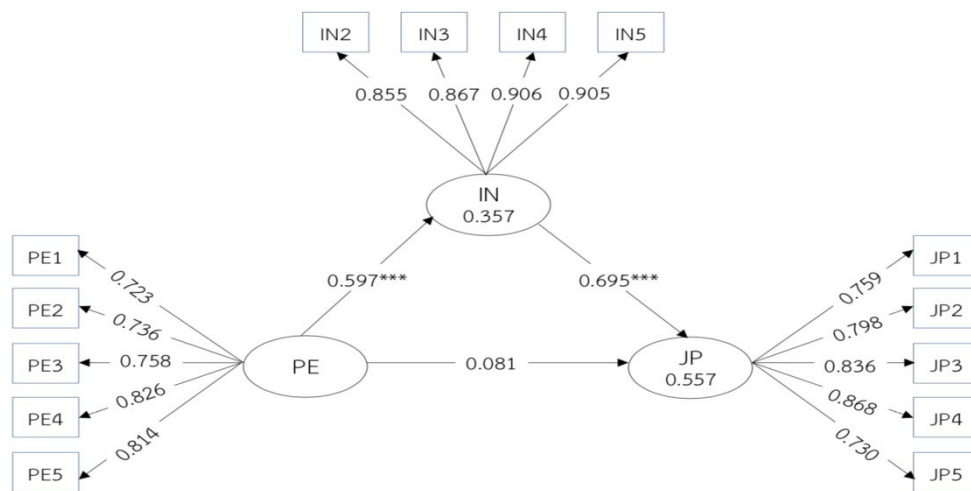 IN2 IN3 IN4 IN5
0.855 0.867 0.906 0.905
IN
0.357
PE1
PE2
PE3
PE4
PE5
0.723
0.736
0.758
0.826
0.814
0.597***
0.695***
PE
0.081
JP
0.557
0.759
0.798
0.836
0.868
0.730
JP1
JP2
JP3
JP4
JP5